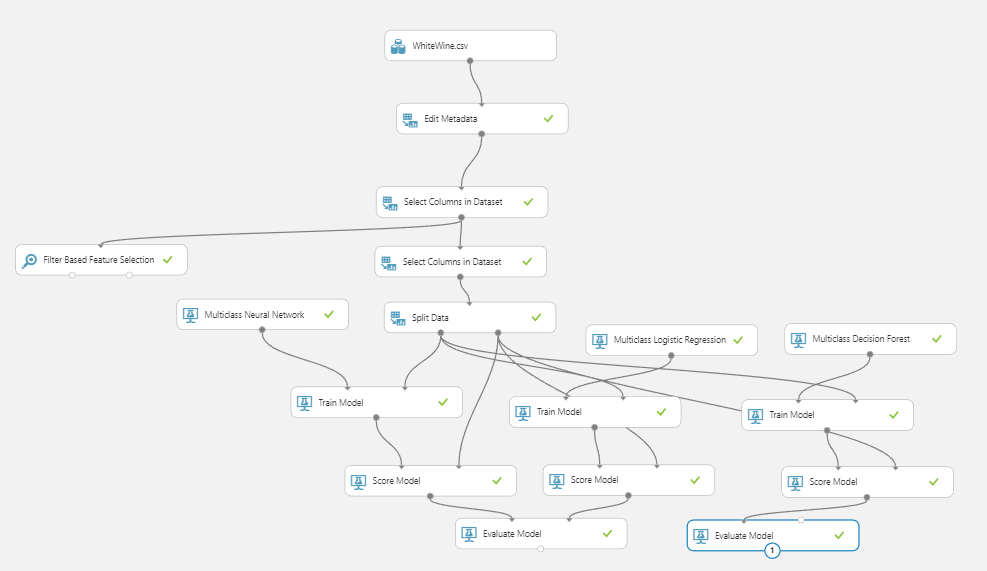 WhiteWine.csv
Edit Metadata
Select Columns in Dataset
Filter Based Feature Selection
Select Columns in Dataset
Multiclass Neural Network
Split Data
Multiclass Logistic Regression
Multiclass Decision Forest
Train Model
Train Model
Train Model
Score Model
Score Model
Score Model
Evaluate Model
Evaluate Model
1